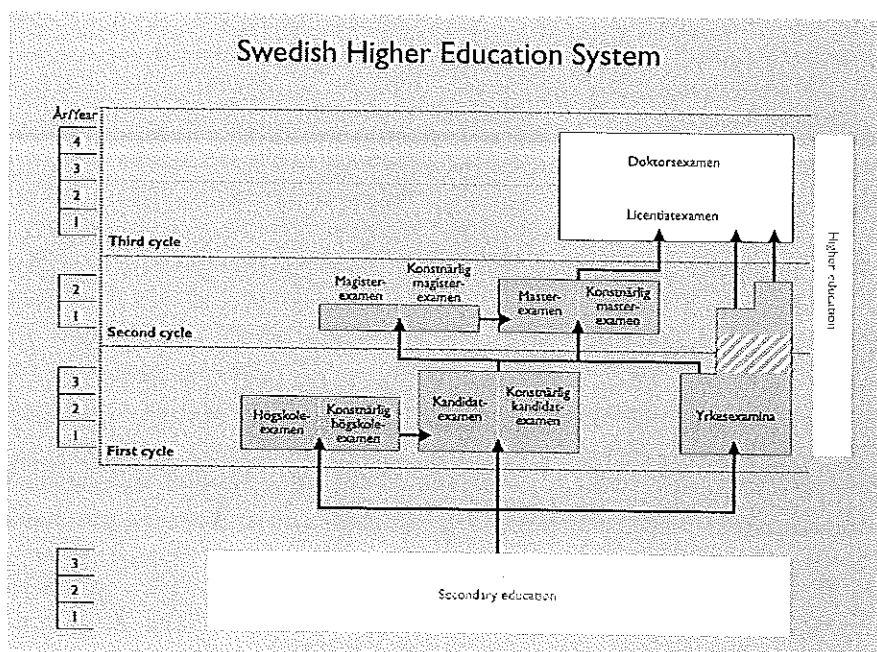 Swedish Higher Education System
År/Year
4
3
2
1
Third cycle
Doktorsexamen
Licentiatexamen
Higher education
2
1
Second cycle
Magister-
examen
Konstnärlig
magister-
examen
Master-
examen
Konstnärlig
master-
examen
3
2
1
First cycle
Högskole-
examen
Konstnärlig
högskole-
examen
Kandidat-
examen
Konstnärlig
kandidat-
examen
Yrkesexamina
3
2
1
Secondary education